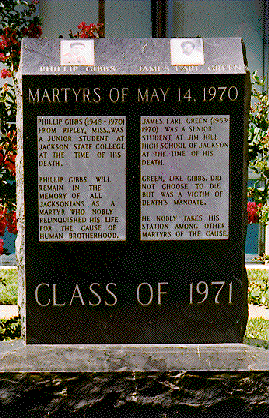 PHILLIP GIBBS JAMES EARL GREEN
MARTYRS OF MAY 14, 1970
PHILLIP GIBBS (1948 - 1970)
FROM RIPLEY, MISS., WAS
A JUNIOR STUDENT AT
JACKSON STATE COLLEGE
AT THE TIME OF HIS
DEATH.
PHILLIP GIBBS WILL
REMAIN IN THE
MEMORY OF ALL
JACKSONIANS AS A
MARTYR WHO NOBLY
RELINQUISHED HIS LIFE
FOR THE CAUSE OF
HUMAN BROTHERHOOD.
JAMES EARL GREEN (1953
1970) WAS A SENIOR
STUDENT AT JIM HILL
HIGH SCHOOL OF JACKSON
AT THE TIME OF HIS
DEATH.
GREEN, LIKE GIBBS, DID
NOT CHOOSE TO DIE
BUT WAS A VICTIM OF
DEATH'S MANDATE.
HE NOBLY TAKES HIS
STATION AMONG OTHER
MARTYRS OF THE CAUSE.
CLASS OF 1971